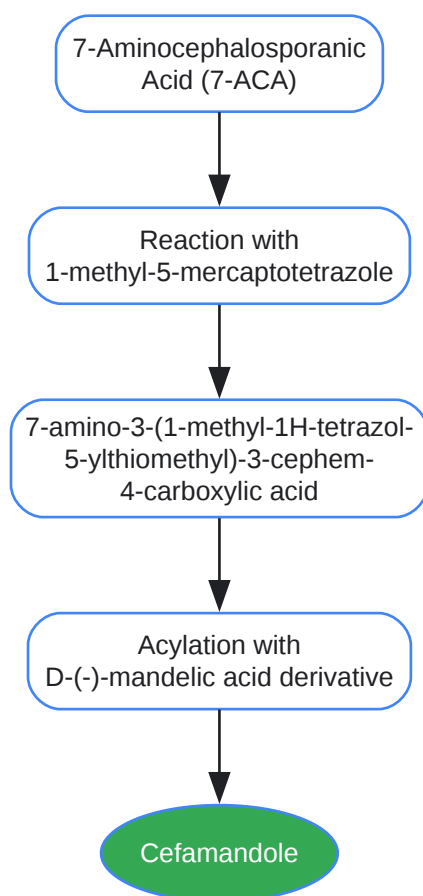 7-Aminocephalosporanic
Acid (7-ACA)
Reaction with
1-methyl-5-mercaptotetrazole
7-amino-3-(1-methyl-1H-tetrazol-
5-ylthiomethyl)-3-cephem-
4-carboxylic acid
Acylation with
D-(-)-mandelic acid derivative
Cefamandole